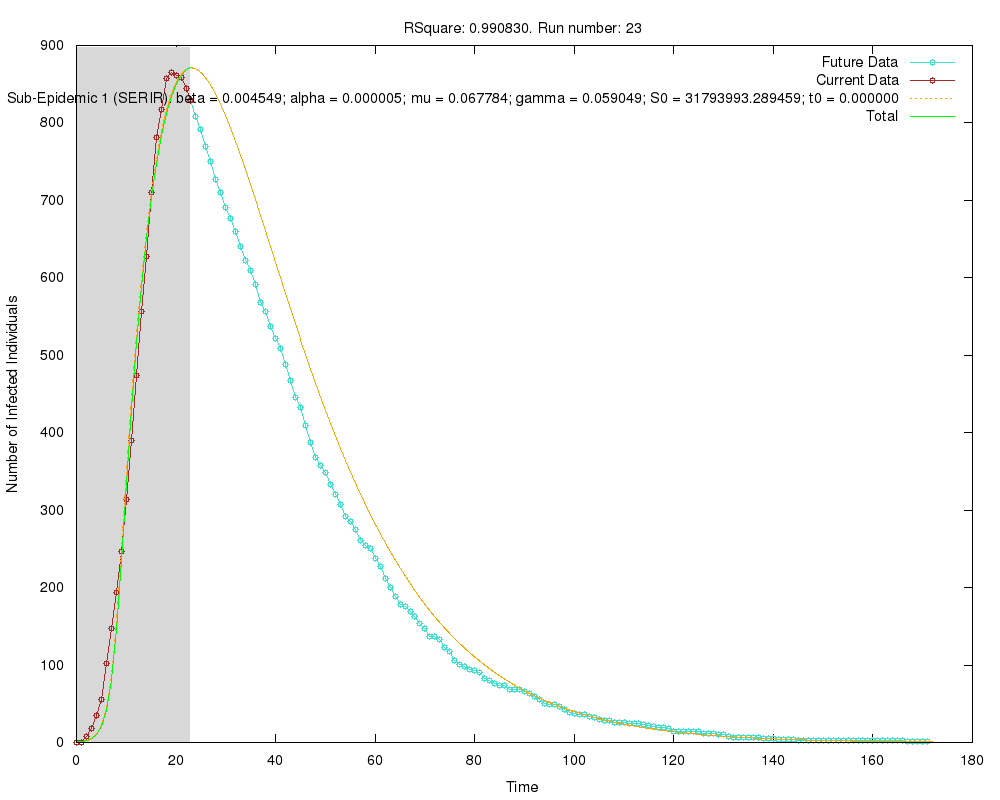 RSquare: 0.990830. Run number: 23
900
800
700
600
500
400
300
200
100
0
Number of Infected Individuals
Future Data
Current Data
Sub-Epidemic 1 (SERIR) beta = 0.004549; alpha = 0.000005; mu = 0.067784; gamma = 0.059049; S0 = 31793993.289459; t0 = 0.000000
Total
0 20 40 60 80 100 120 140 160 180
Time